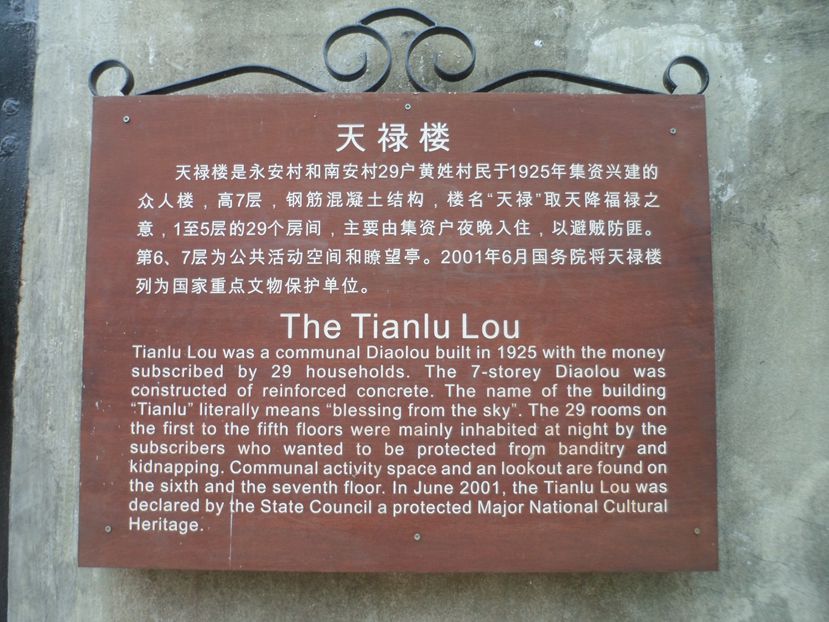 天禄楼
天禄楼是永安村和南安村29户黄姓村民于1925年集资兴建的
众人楼，高7层，钢筋混凝土结构，楼名“天禄”取天降福禄之
意，1至5层的29个房间，主要由集资户夜晚入住，以避贼防匪。
第6、7层为公共活动空间和瞭望亭。2001年6月国务院将天禄楼
列为国家重点文物保护单位。
The Tianlu Lou
Tianlu Lou was a communal Diaolou built in 1925 with the money
subscribed by 29 households. The 7-storey Diaolou was
constructed of reinforced concrete. The name of the building
“Tianlu” literally means “blessing from the sky”. The 29 rooms on
the first to the fifth floors were mainly inhabited at night by the
subscribers who wanted to be protected from banditry and
kidnapping. Communal activity space and an lookout are found on
the sixth and the seventh floor. In June 2001, the Tianlu Lou was
declared by the State Council a protected Major National Cultural
Heritage.